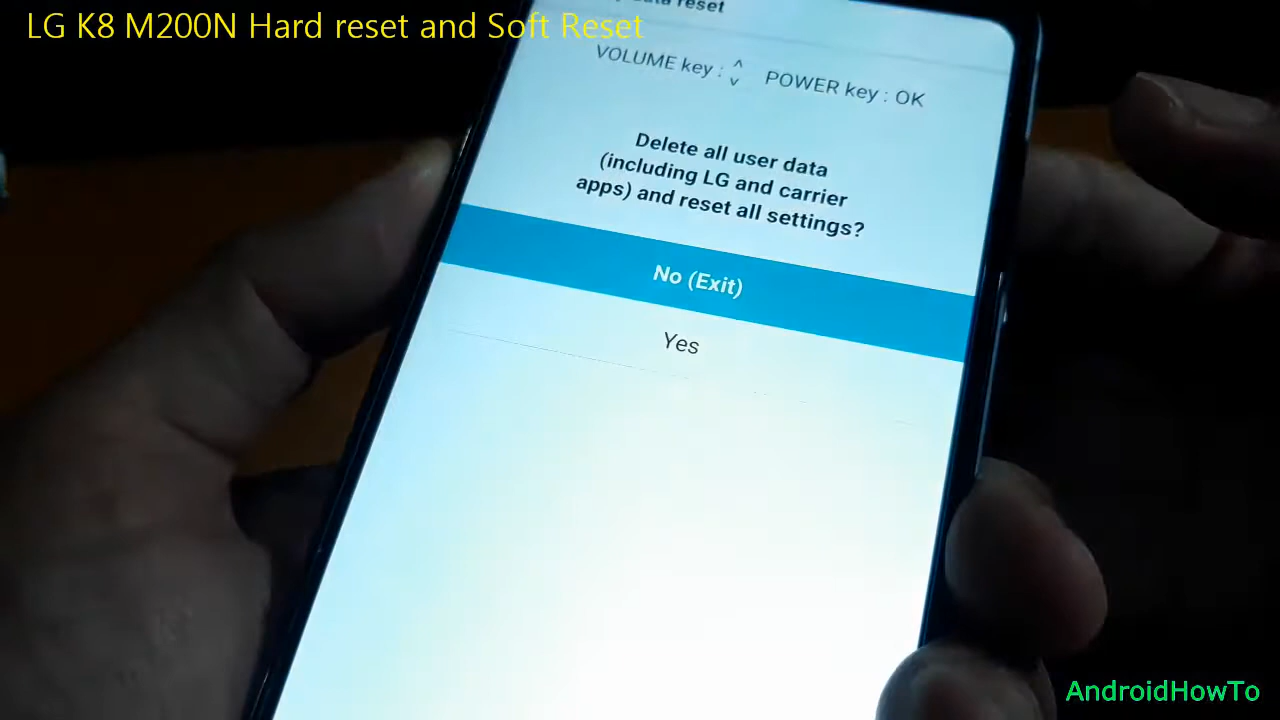 LG K8 M200N Hard reset and Soft Reset
reset
VOLUME key : ^ v POWER key : OK
Delete all user data
(including LG and carrier
apps) and reset all settings?
No (Exit)
Yes
AndroidHowTo